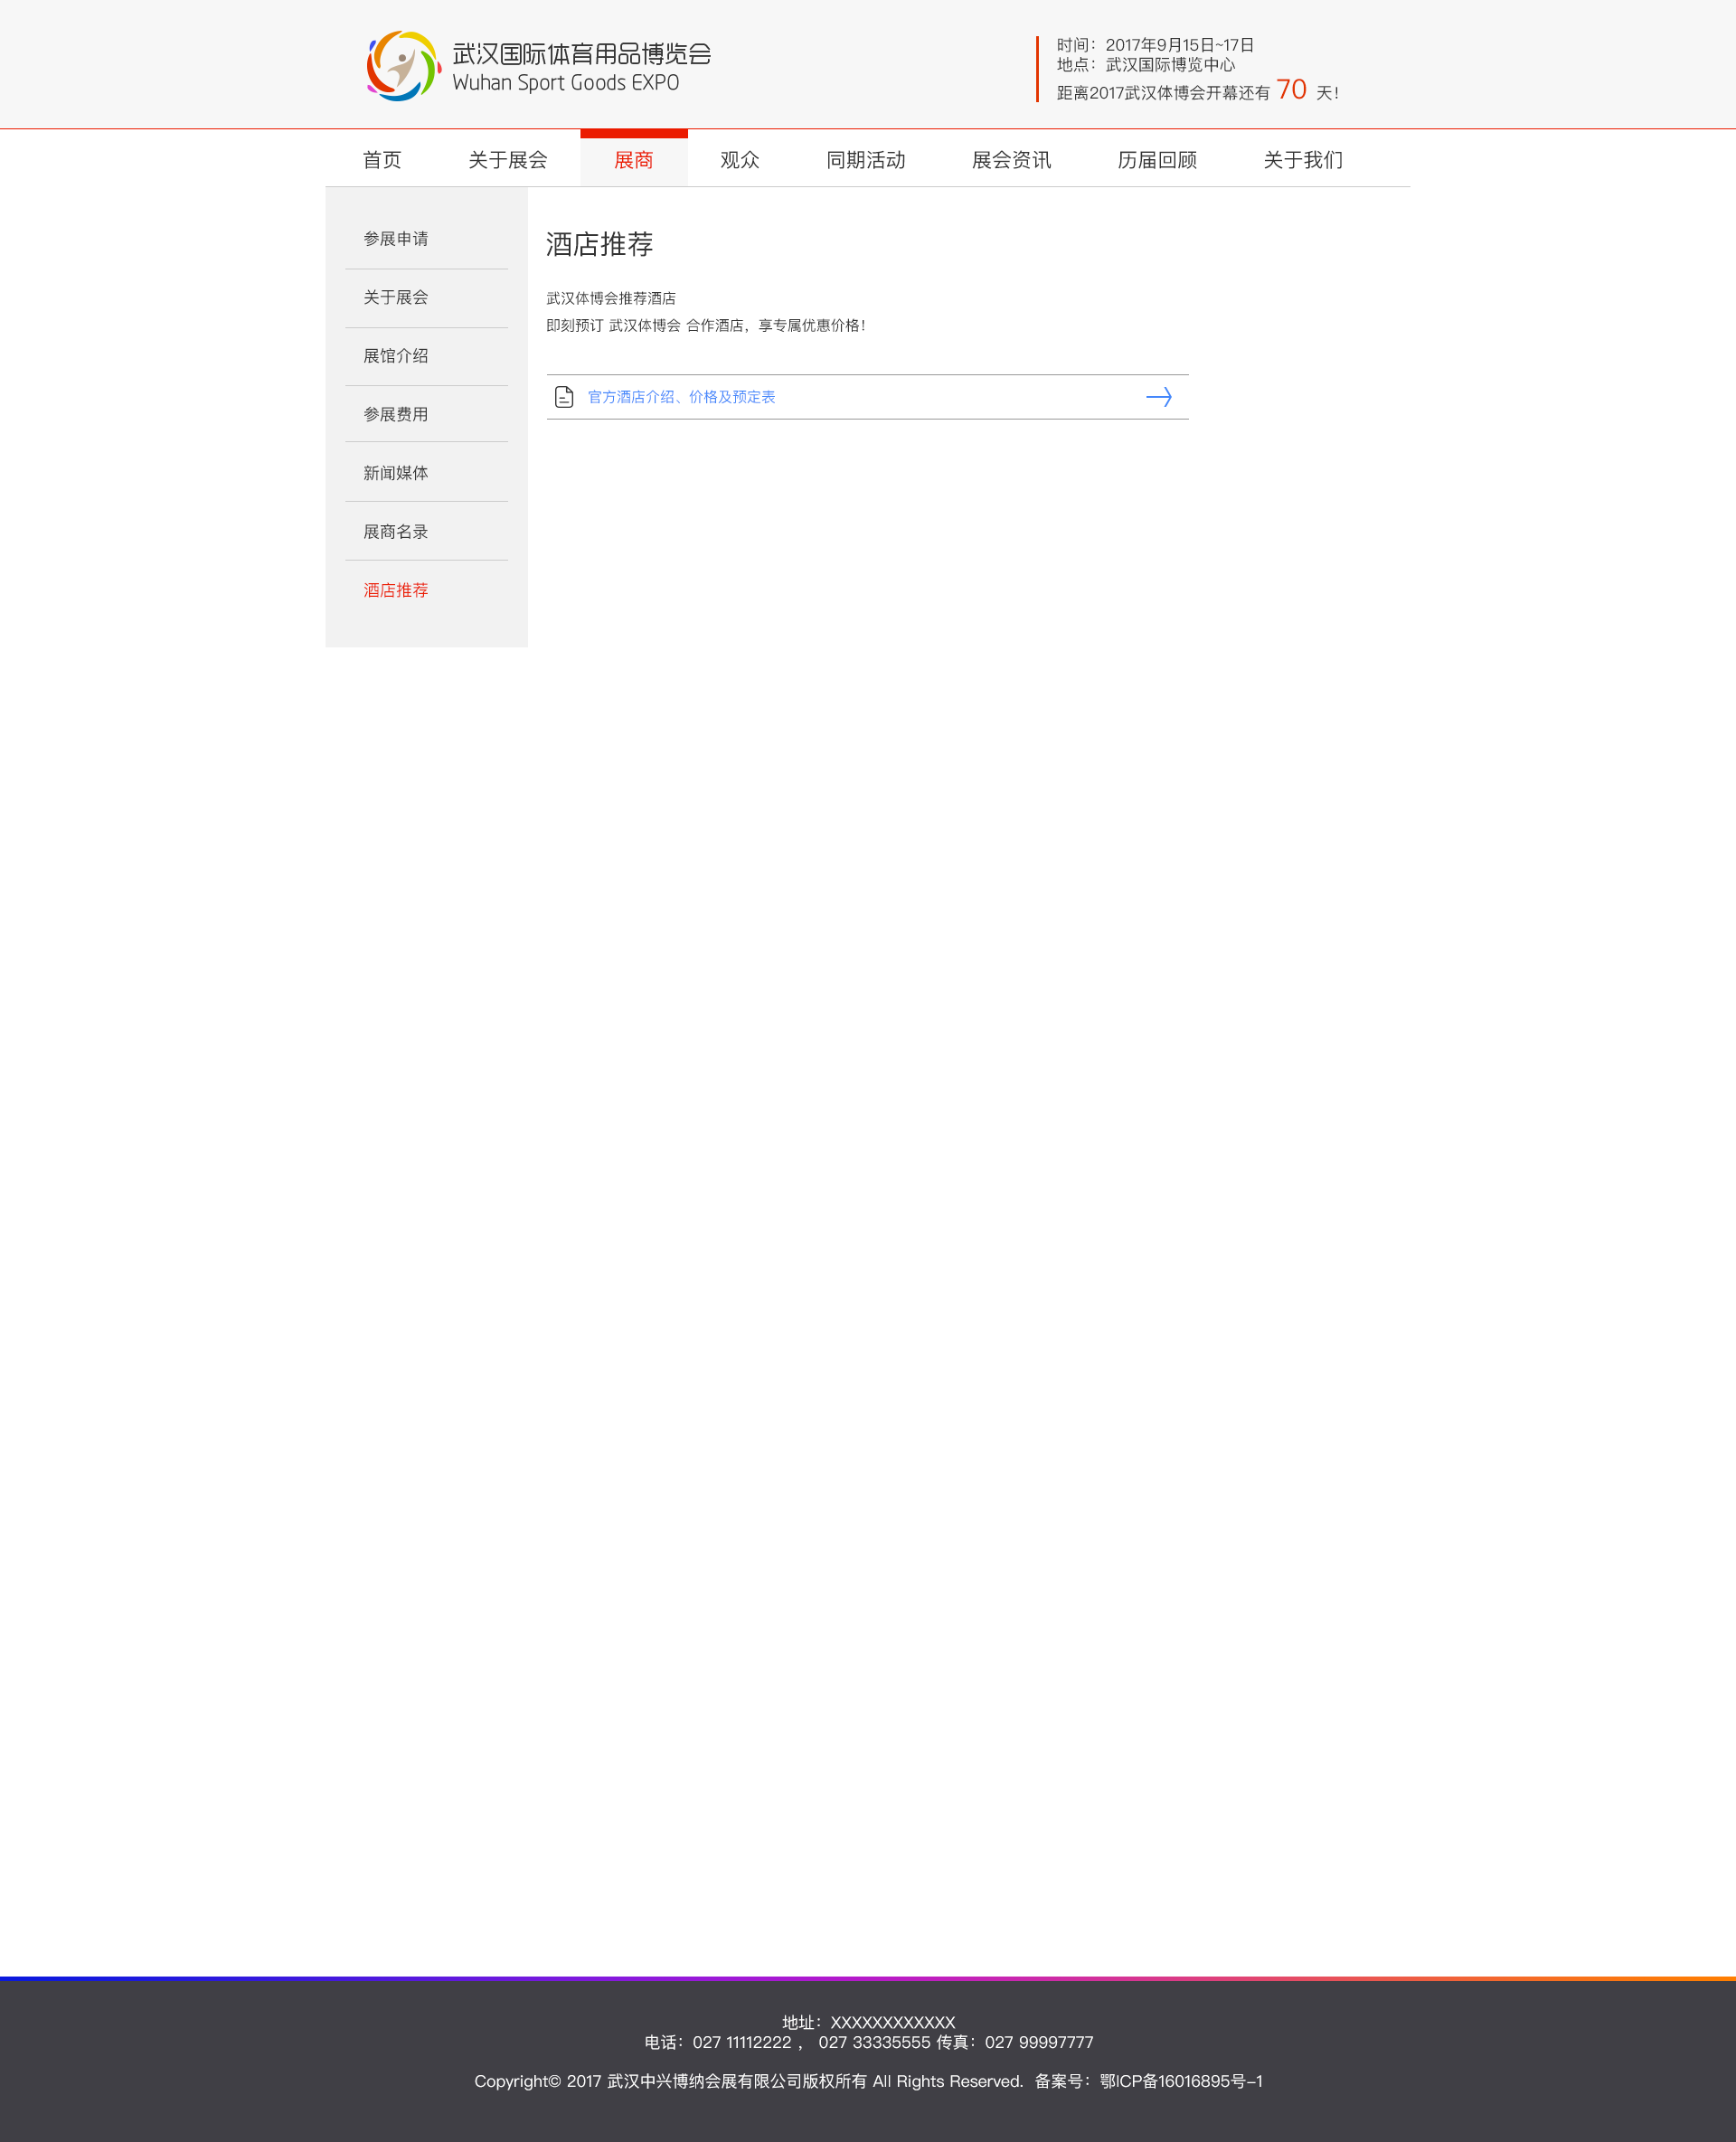 武汉国际体育用品博览会
Wuhan Sport Goods EXPO
时间：2017年9月15日~17日
地点：武汉国际博览中心
距离2017武汉体博会开幕还有 70 天！
首页 关于展会 展商 观众 同期活动 展会资讯 历届回顾 关于我们
参展申请
关于展会
展馆介绍
参展费用
新闻媒体
展商名录
酒店推荐
酒店推荐
武汉体博会推荐酒店
即刻预订 武汉体博会 合作酒店，享专属优惠价格！
官方酒店介绍、价格及预定表
地址：XXXXXXXXXXXX
电话：027 11112222 ， 027 33335555 传真：027 99997777
Copyright© 2017 武汉中兴博纳会展有限公司版权所有 All Rights Reserved. 备案号：鄂ICP备16016895号-1